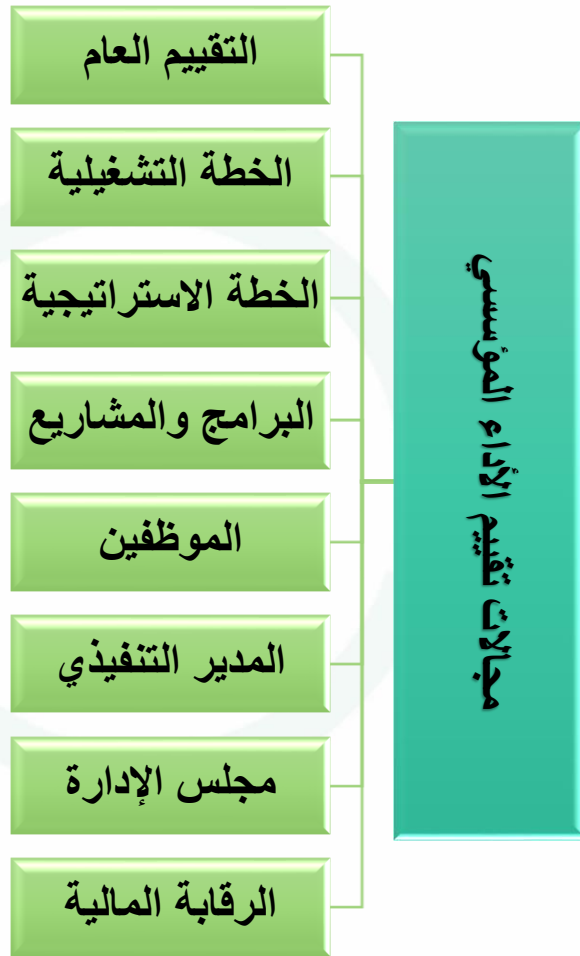 مجالات تقييم الأداء المؤسسي
التقييم العام
الخطة التشغيلية
الخطة الاستراتيجية
البرامج والمشاريع
الموظفين
المدير التنفيذي
مجلس الإدارة
الرقابة المالية